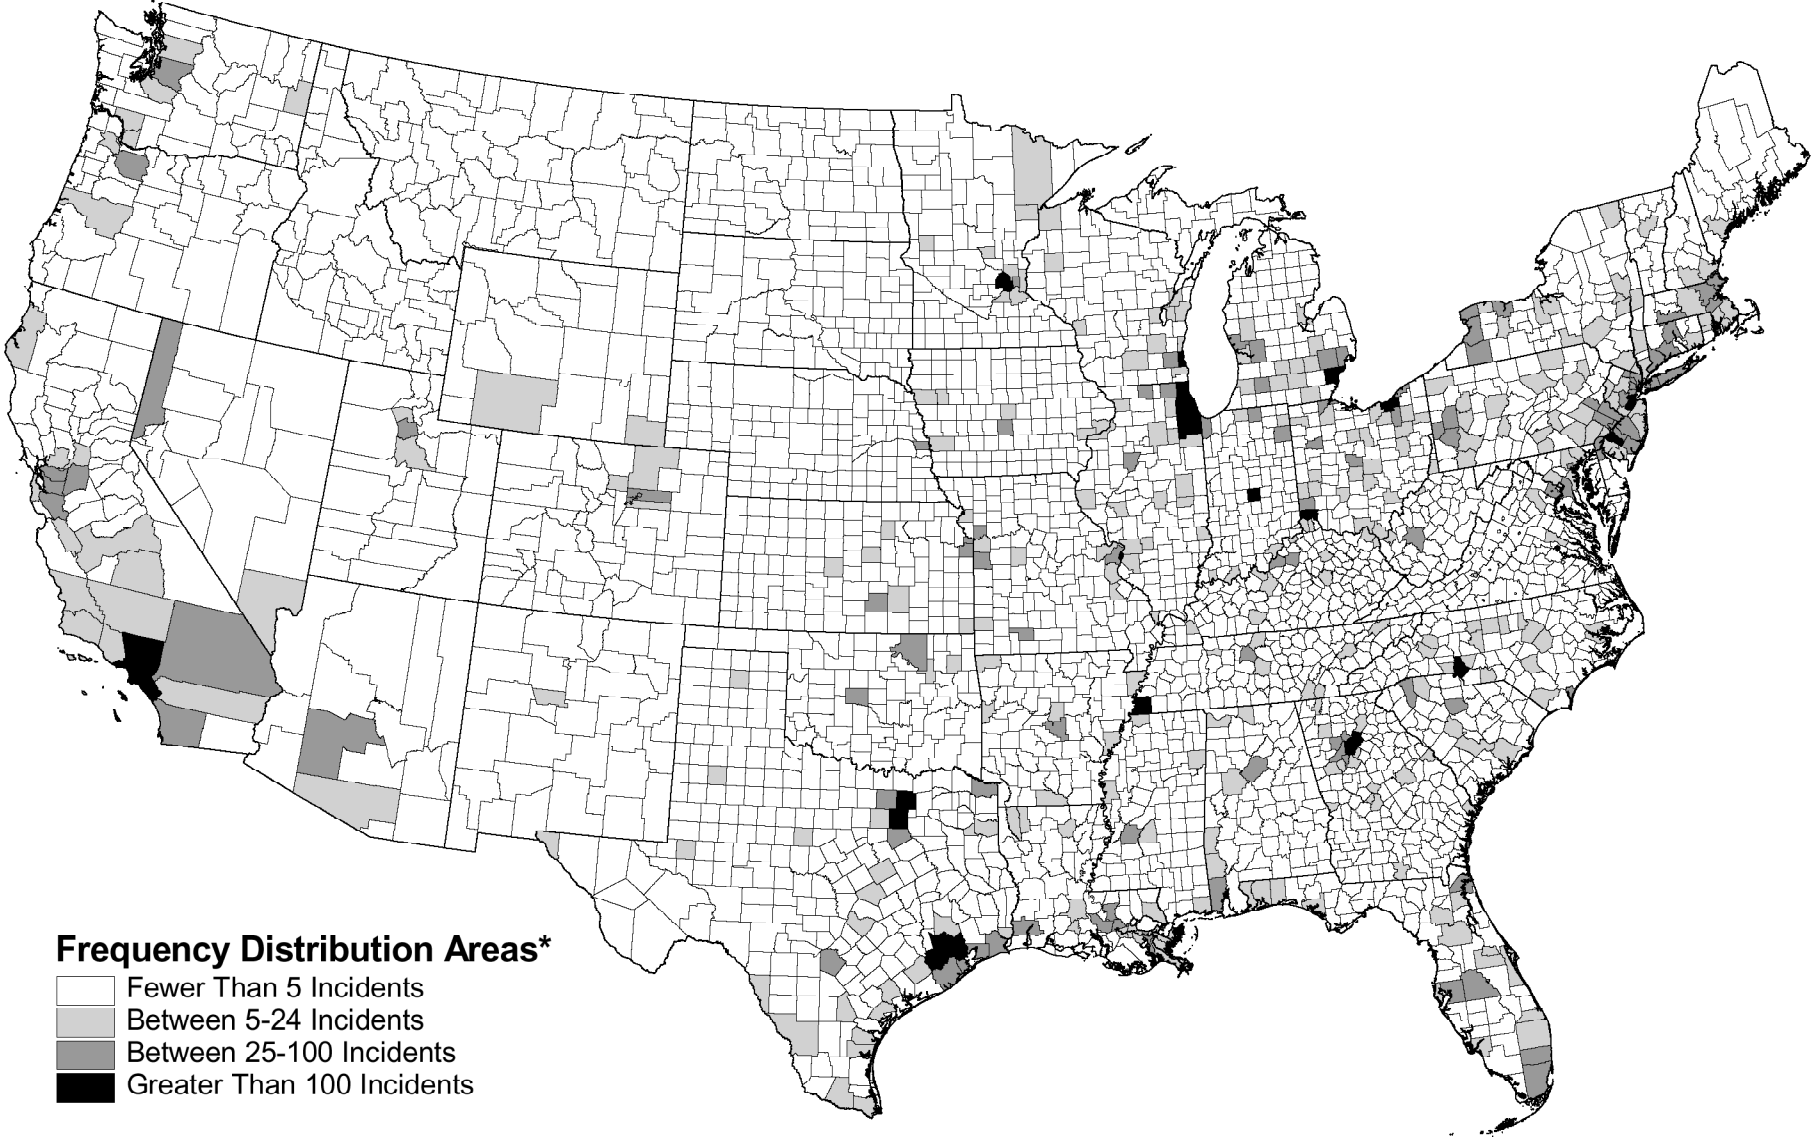 Frequency Distribution Areas*
Fewer Than 5 Incidents
Between 5-24 Incidents
Between 25-100 Incidents
Greater Than 100 Incidents